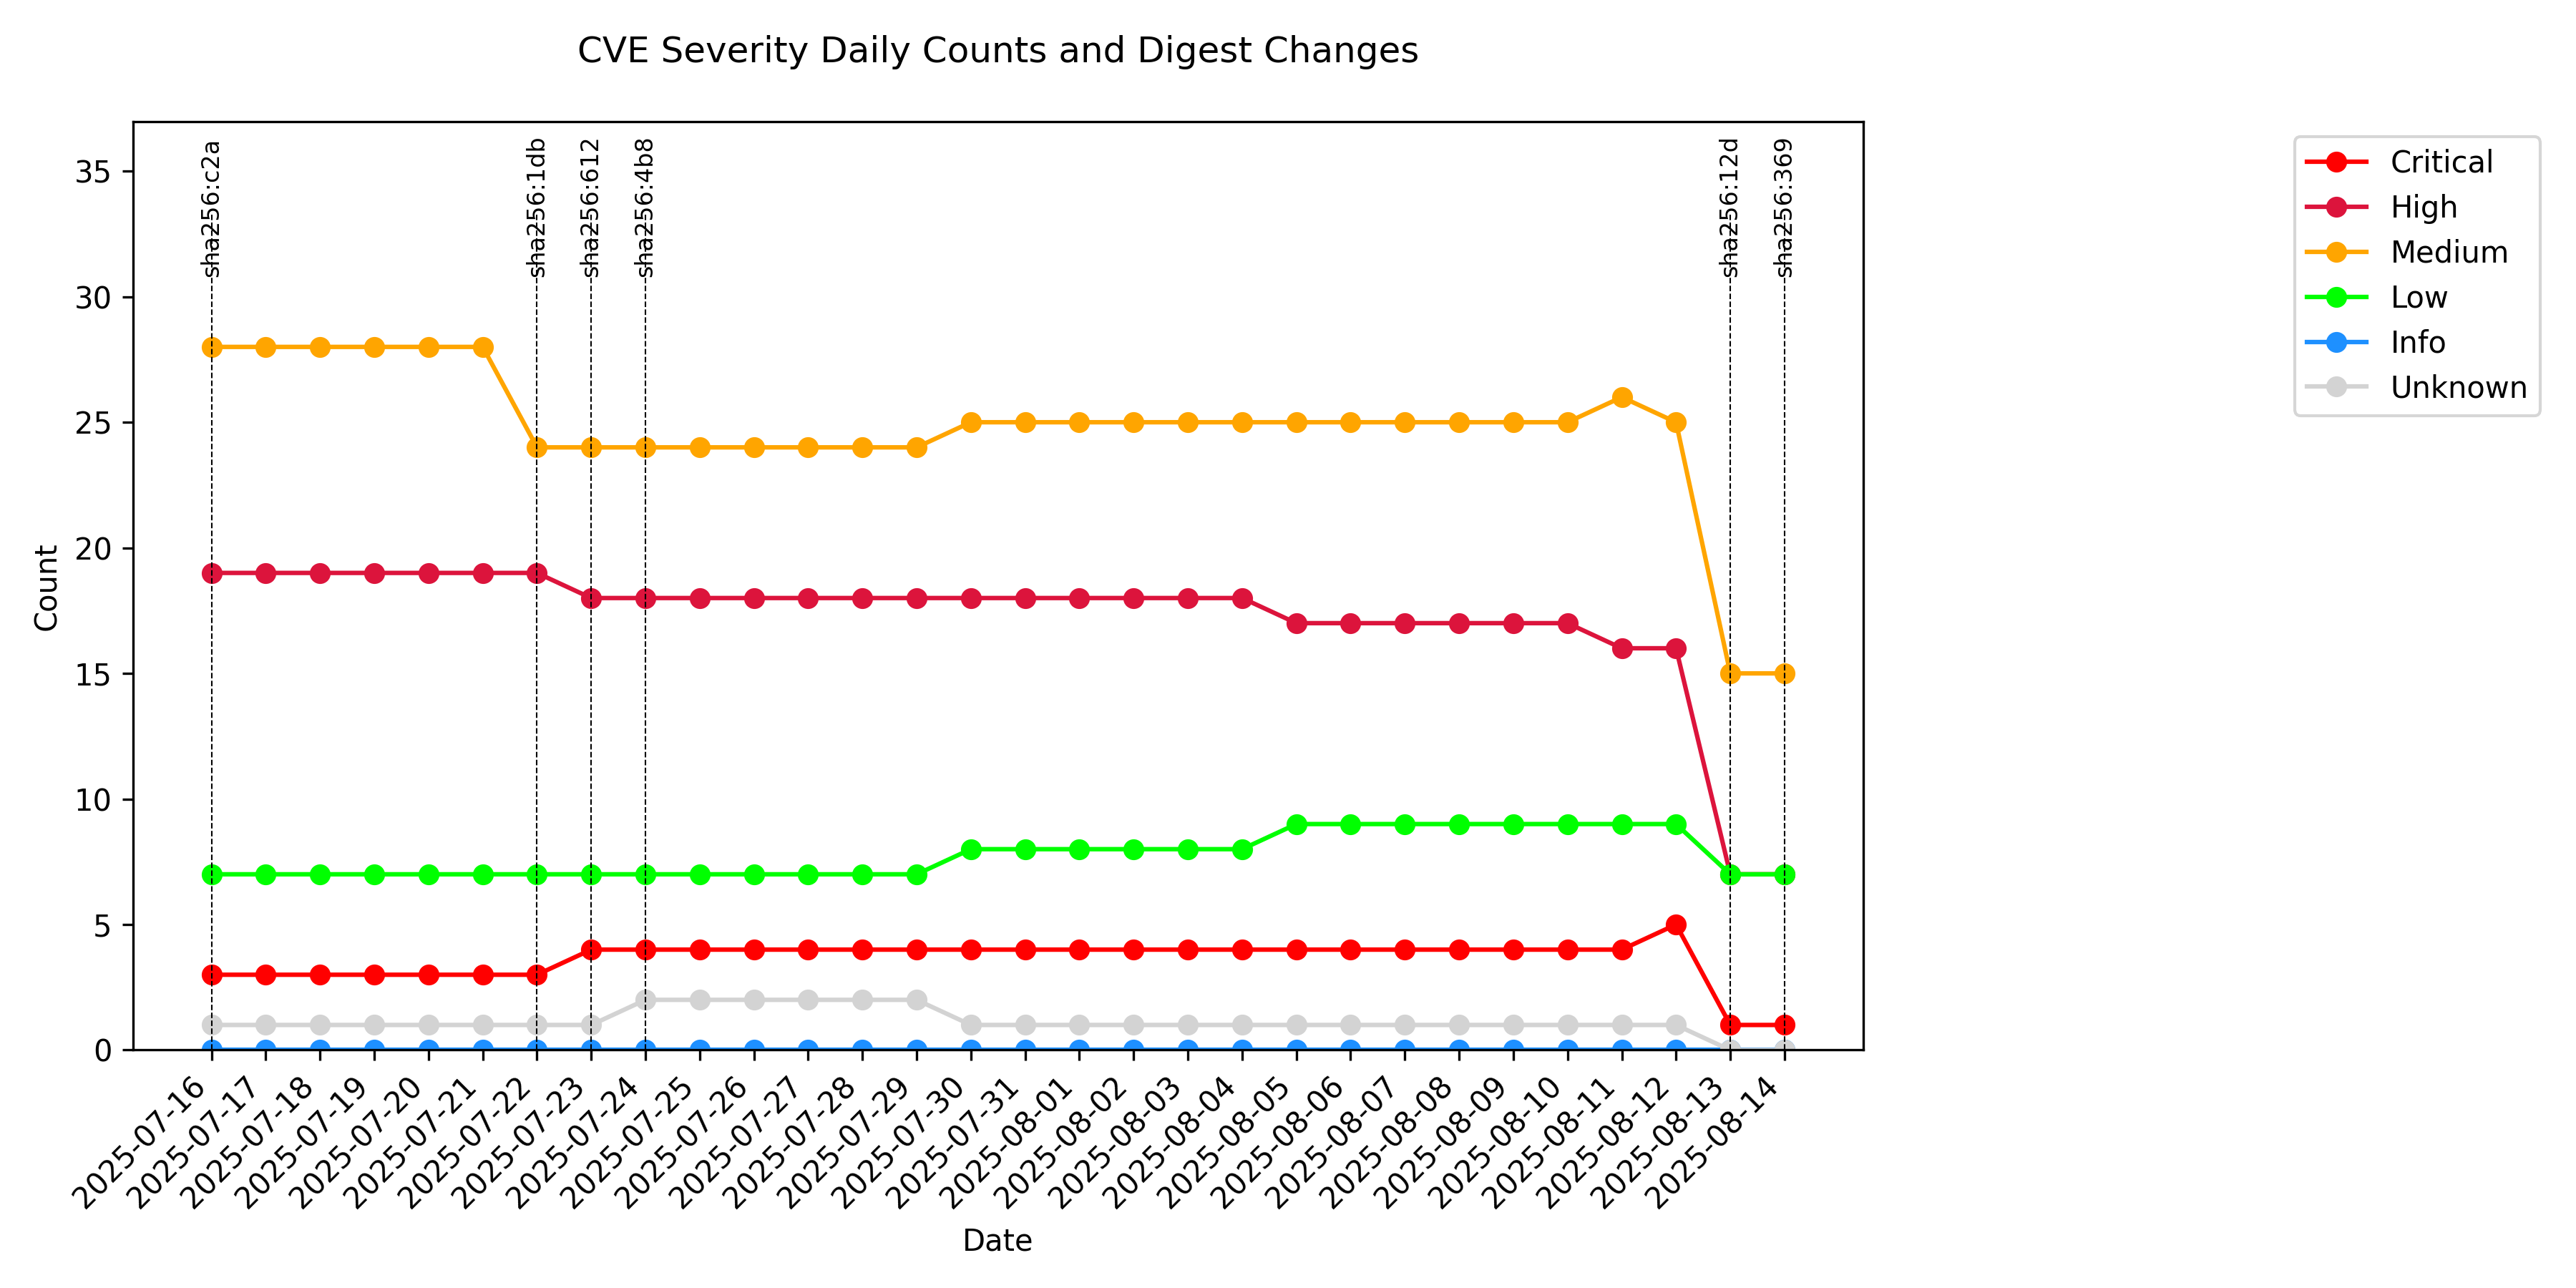 CVE Severity Daily Counts and Digest Changes
sha256:c2a
sha256:1db
sha256:612
sha256:4b8
sha256:12d
sha256:369
Critical
High
Medium
Low
Info
Unknown
Count
35
30
25
20
15
10
5
0
2025-07-16
2025-07-17
2025-07-18
2025-07-19
2025-07-20
2025-07-21
2025-07-22
2025-07-23
2025-07-24
2025-07-25
2025-07-26
2025-07-27
2025-07-28
2025-07-29
2025-07-30
2025-07-31
2025-08-01
2025-08-02
2025-08-03
2025-08-04
2025-08-05
2025-08-06
2025-08-07
2025-08-08
2025-08-09
2025-08-10
2025-08-11
2025-08-12
2025-08-13
2025-08-14
Date